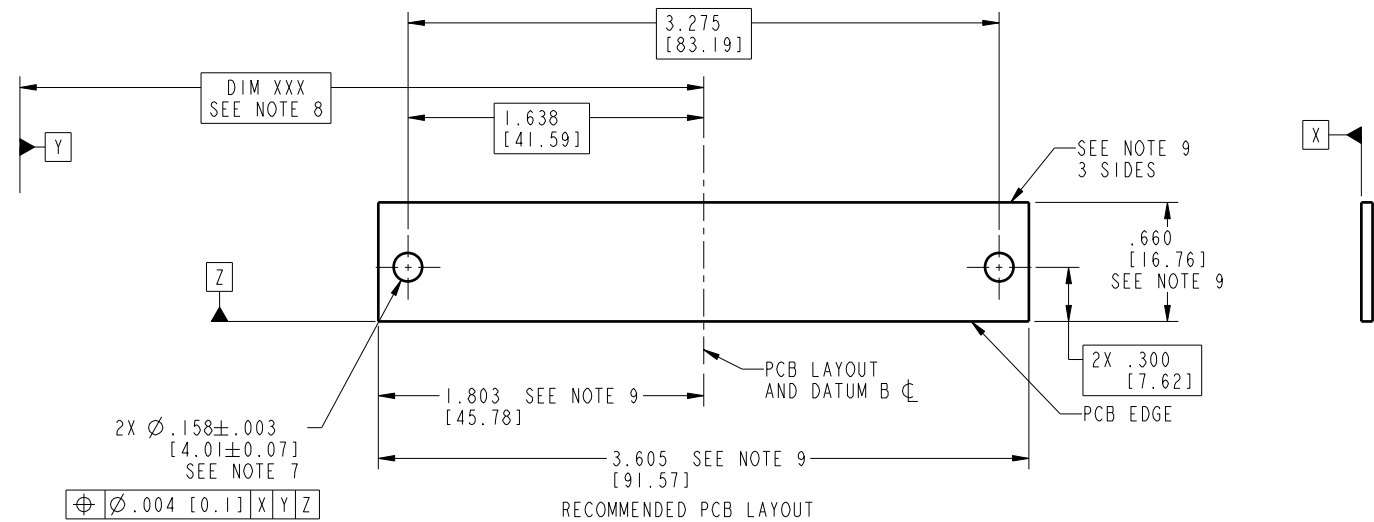 3.275
[83.19]
DIM XXX
SEE NOTE 8
1.638
[41.59]
Y
X
SEE NOTE 9
3 SIDES
.660
[16.76]
SEE NOTE 9
Z
2X .300
[7.62]
PCB LAYOUT
AND DATUM B ℄
1.803 SEE NOTE 9
[45.78]
PCB EDGE
2X Ø.158±.003
[4.01±0.07]
SEE NOTE 7
3.605 SEE NOTE 9
[91.57]
⌖ Ø.004 [0.1] X Y Z
RECOMMENDED PCB LAYOUT